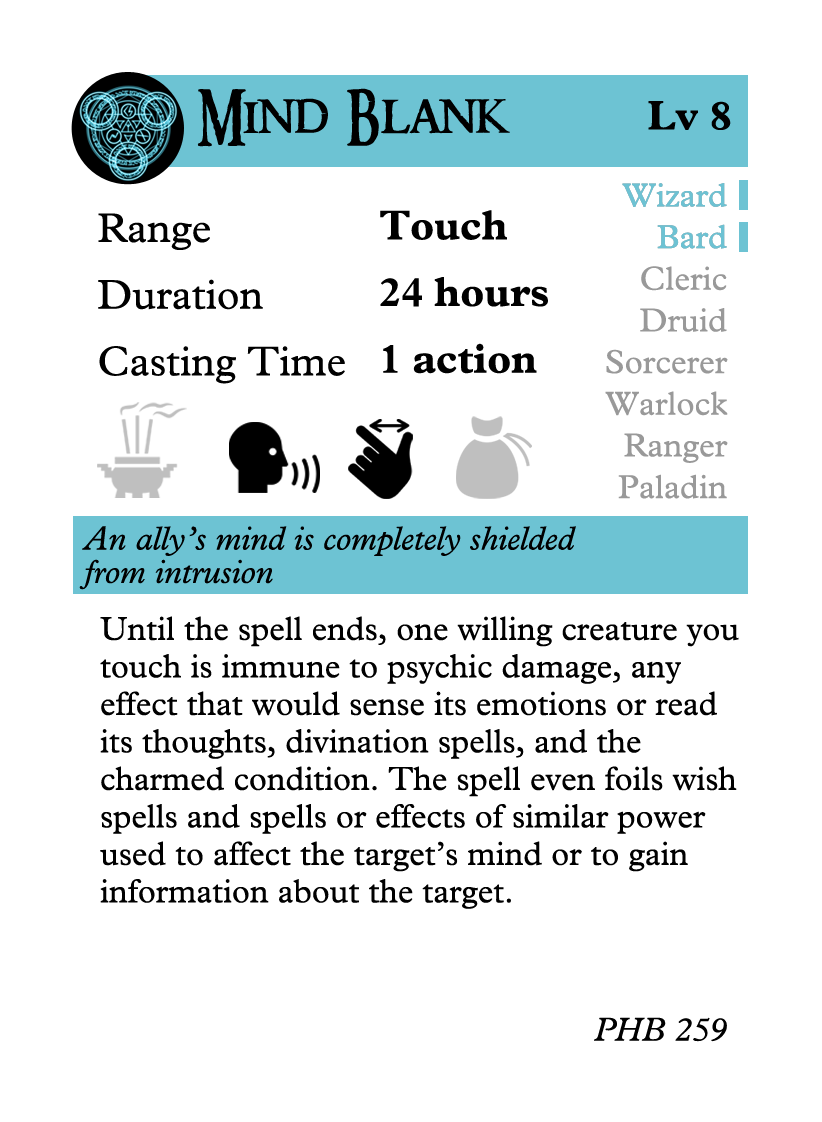 Mind Blank
Lv 8
Range Touch
Duration 24 hours
Casting Time 1 action
Wizard
Bard
Cleric
Druid
Sorcerer
Warlock
Ranger
Paladin
An ally’s mind is completely shielded
from intrusion
Until the spell ends, one willing creature you
touch is immune to psychic damage, any
effect that would sense its emotions or read
its thoughts, divination spells, and the
charmed condition. The spell even foils wish
spells and spells or effects of similar power
used to affect the target’s mind or to gain
information about the target.
PHB 259